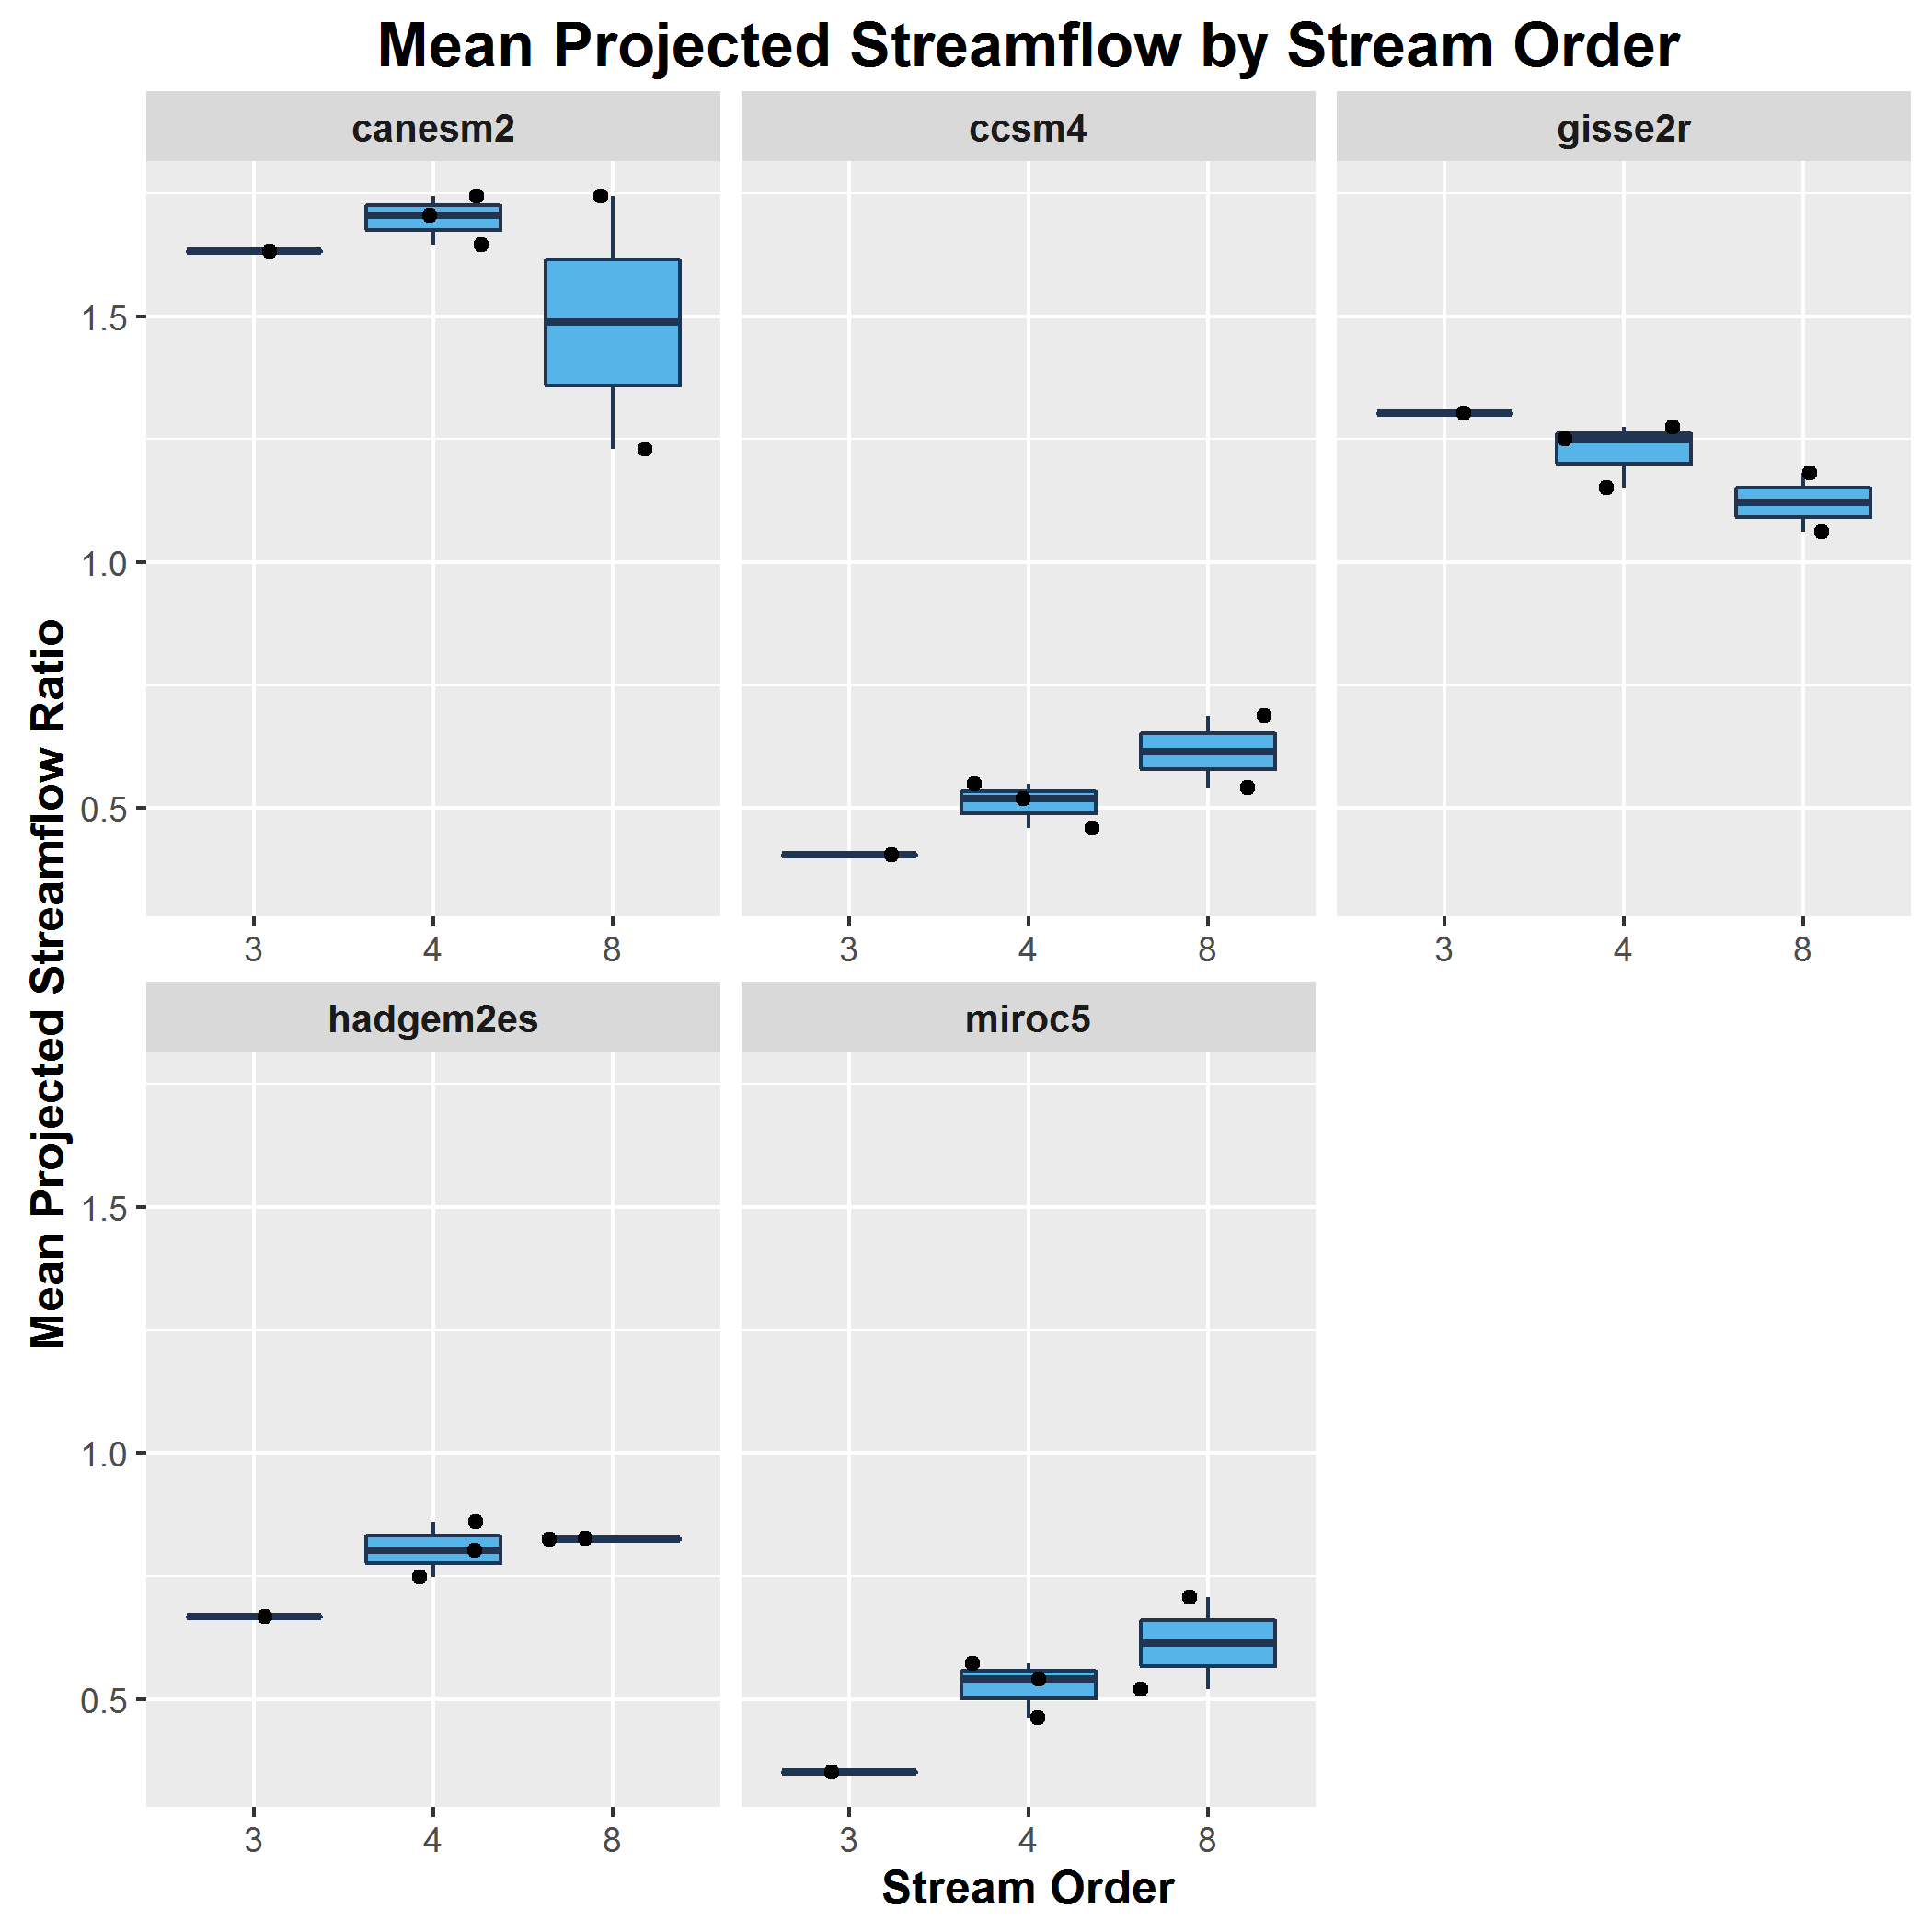 Mean Projected Streamflow by Stream Order
canesm2
ccsm4
gisse2r
1.5
1.0
0.5
3 4 8
3 4 8
3 4 8
Mean Projected Streamflow Ratio
hadgem2es
miroc5
1.5
1.0
0.5
3 4 8
3 4 8
Stream Order